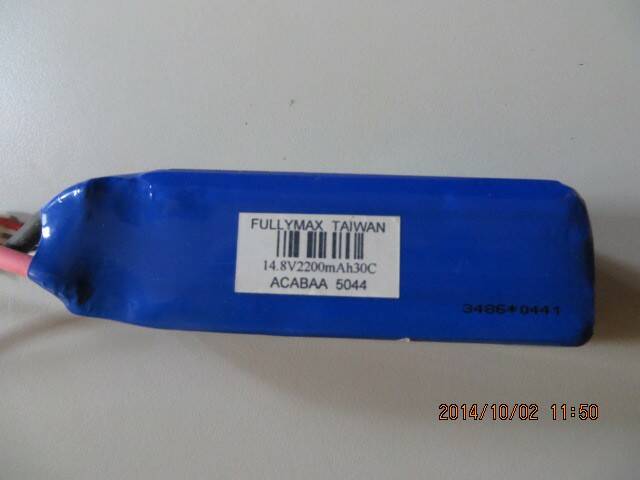 FULLYMAX TAIWAN
14.8V2200mAh30C
ACABAA 5044
3486*0441
2014/10/02 11:50